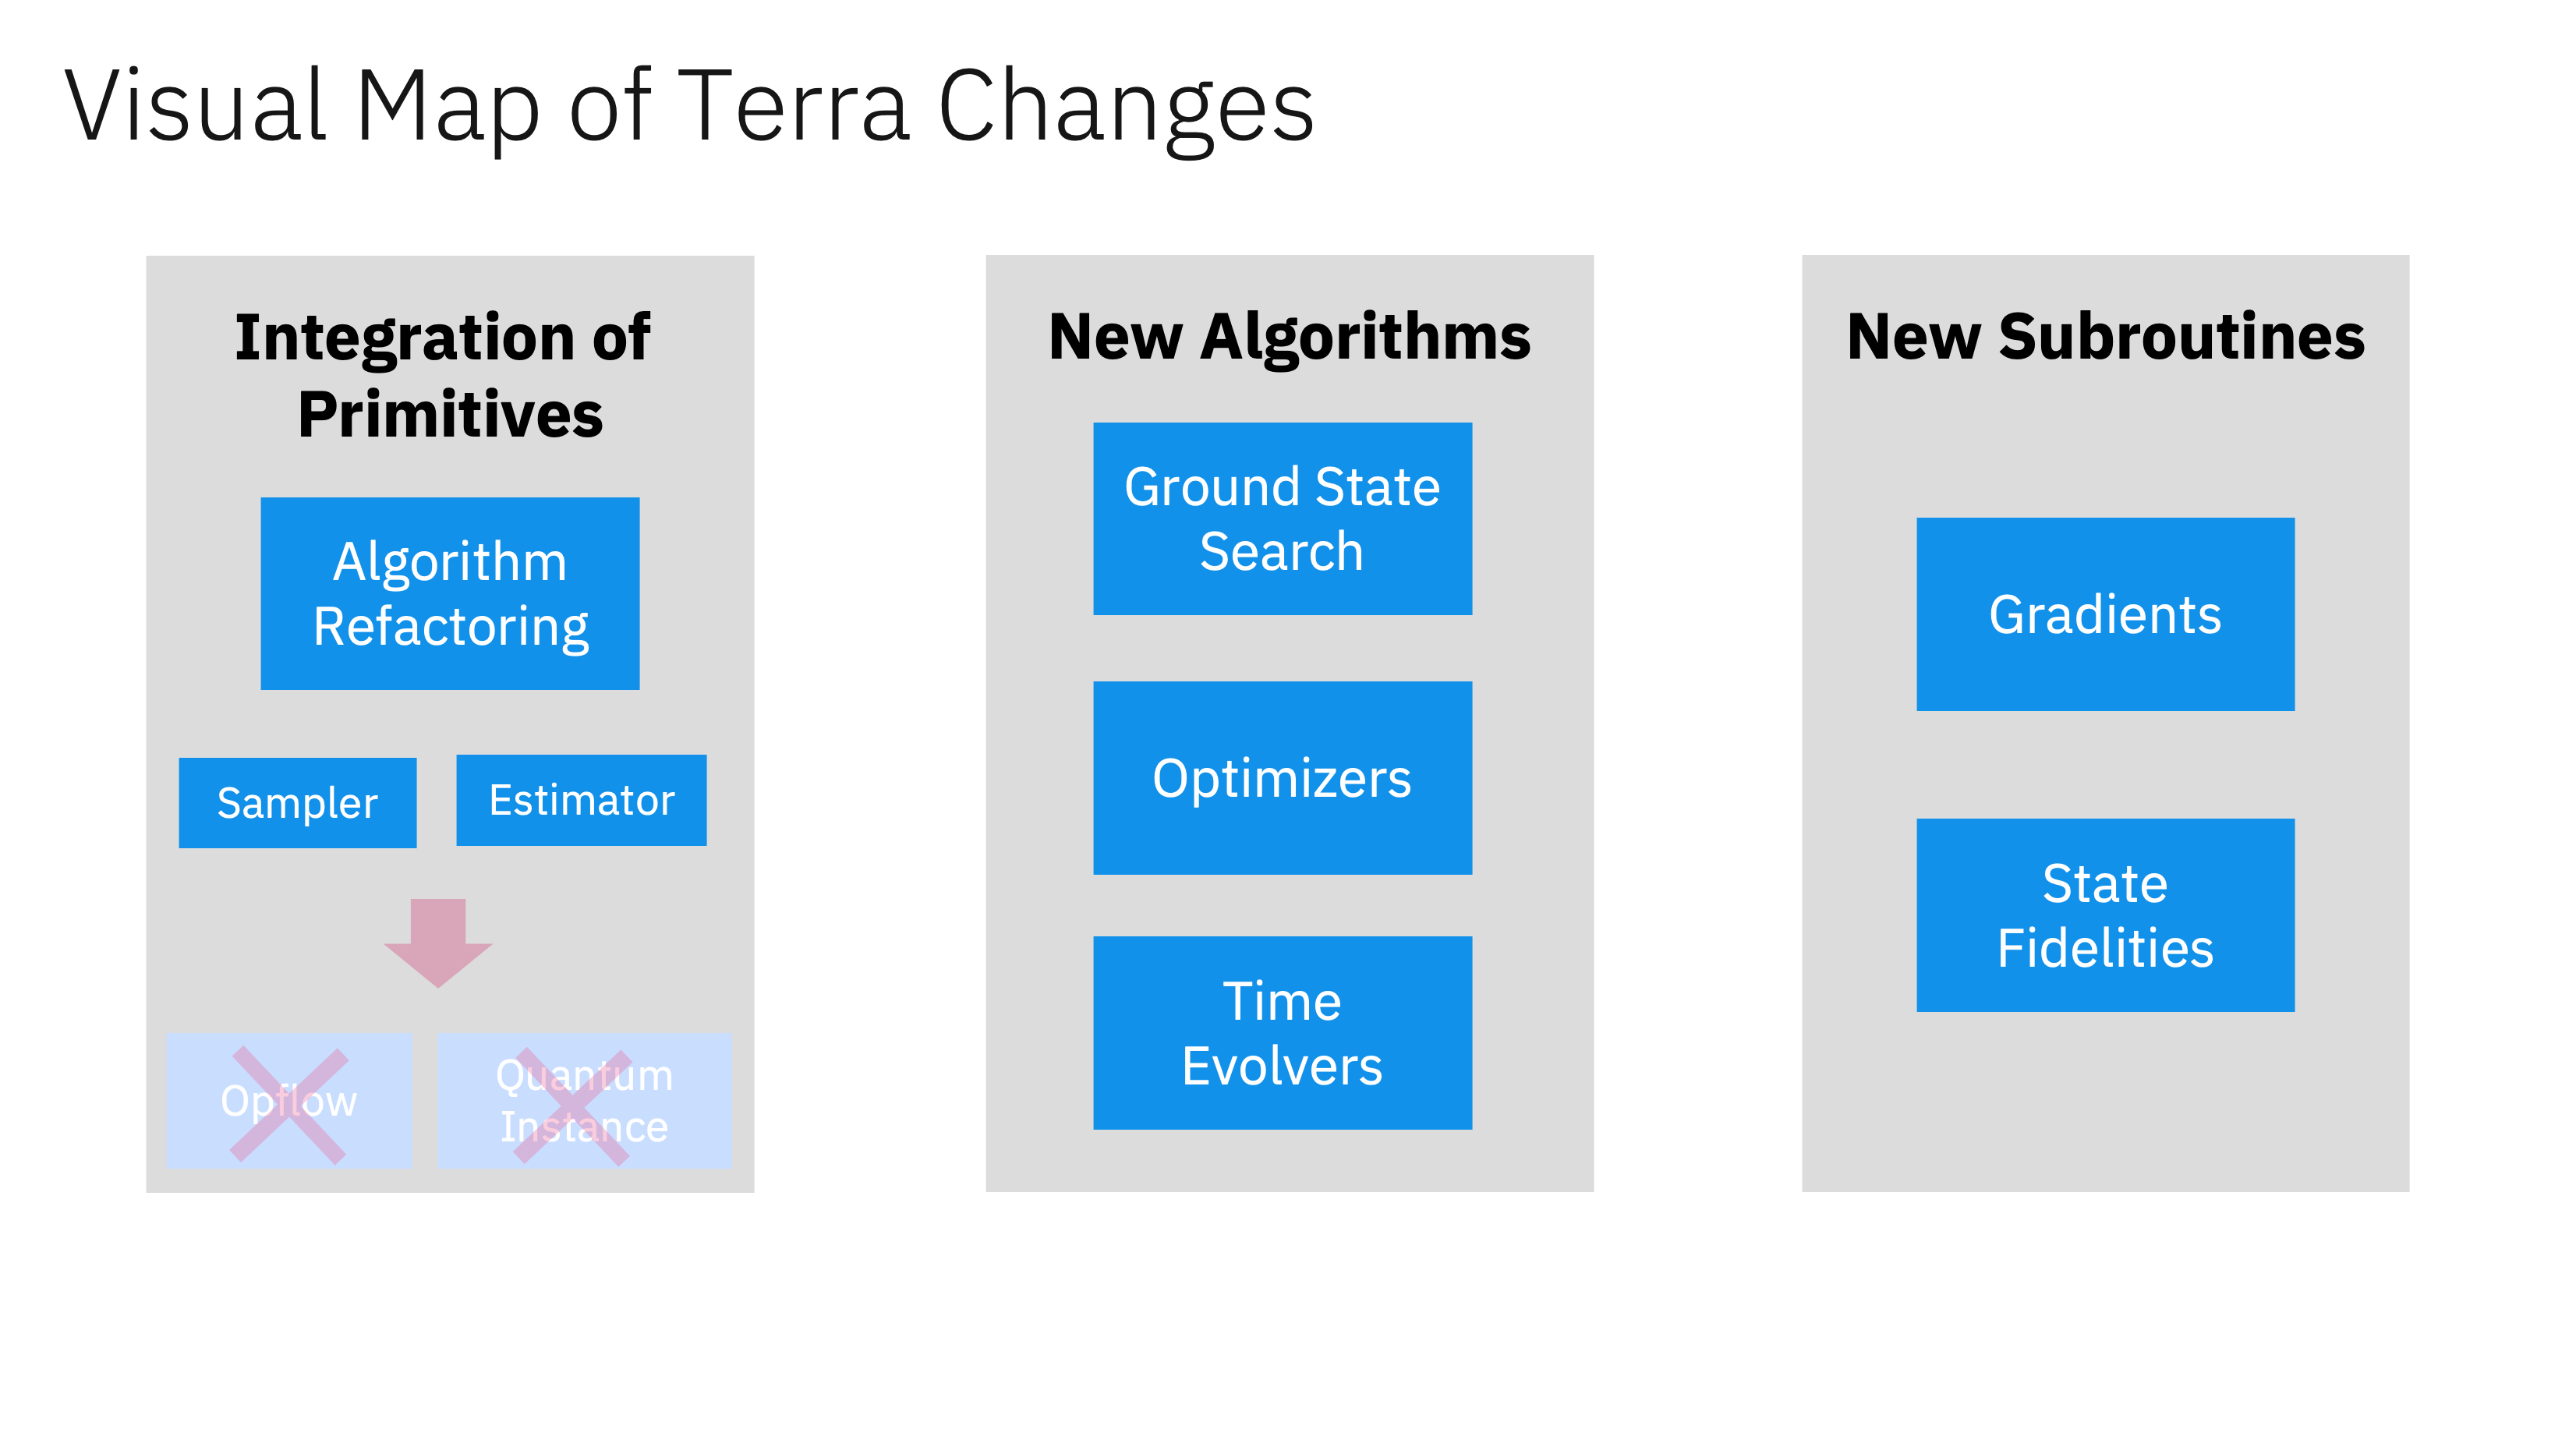 Visual Map of Terra Changes
Integration of
Primitives
Algorithm
Refactoring
Sampler
Estimator
Opflow
Quantum
Instance
New Algorithms
Ground State
Search
Optimizers
Time
Evolvers
New Subroutines
Gradients
State
Fidelities